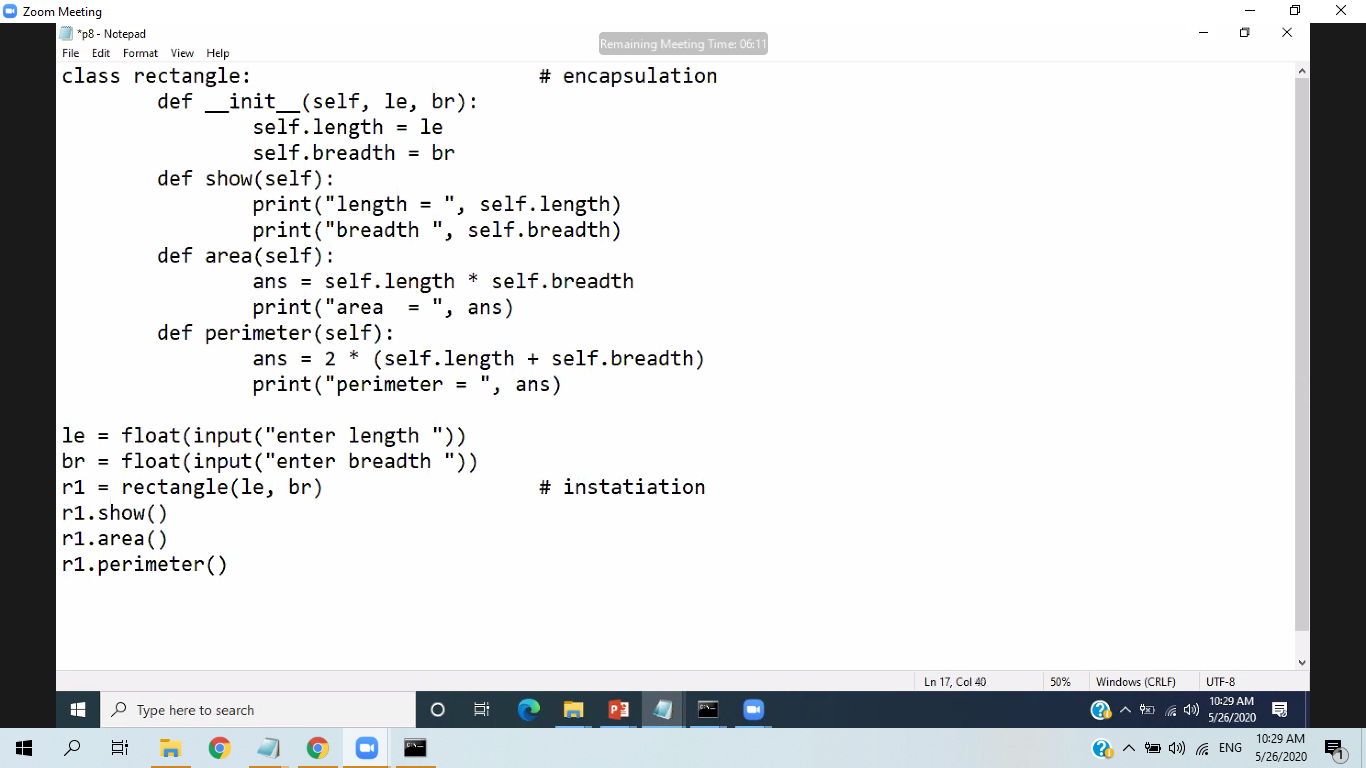 Zoom Meeting
*p8 - Notepad
Remaining Meeting Time: 06:11
File Edit Format View Help
class rectangle: # encapsulation
def __init__(self, le, br):
self.length = le
self.breadth = br
def show(self):
print("length = ", self.length)
print("breadth ", self.breadth)
def area(self):
ans = self.length * self.breadth
print("area  = ", ans)
def perimeter(self):
ans = 2 * (self.length + self.breadth)
print("perimeter = ", ans)
le = float(input("enter length "))
br = float(input("enter breadth "))
r1 = rectangle(le, br) # instatiation
r1.show()
r1.area()
r1.perimeter()
Ln 17, Col 40 50% Windows (CRLF) UTF-8
Type here to search
10:29 AM
5/26/2020
ENG
10:29 AM
5/26/2020
1